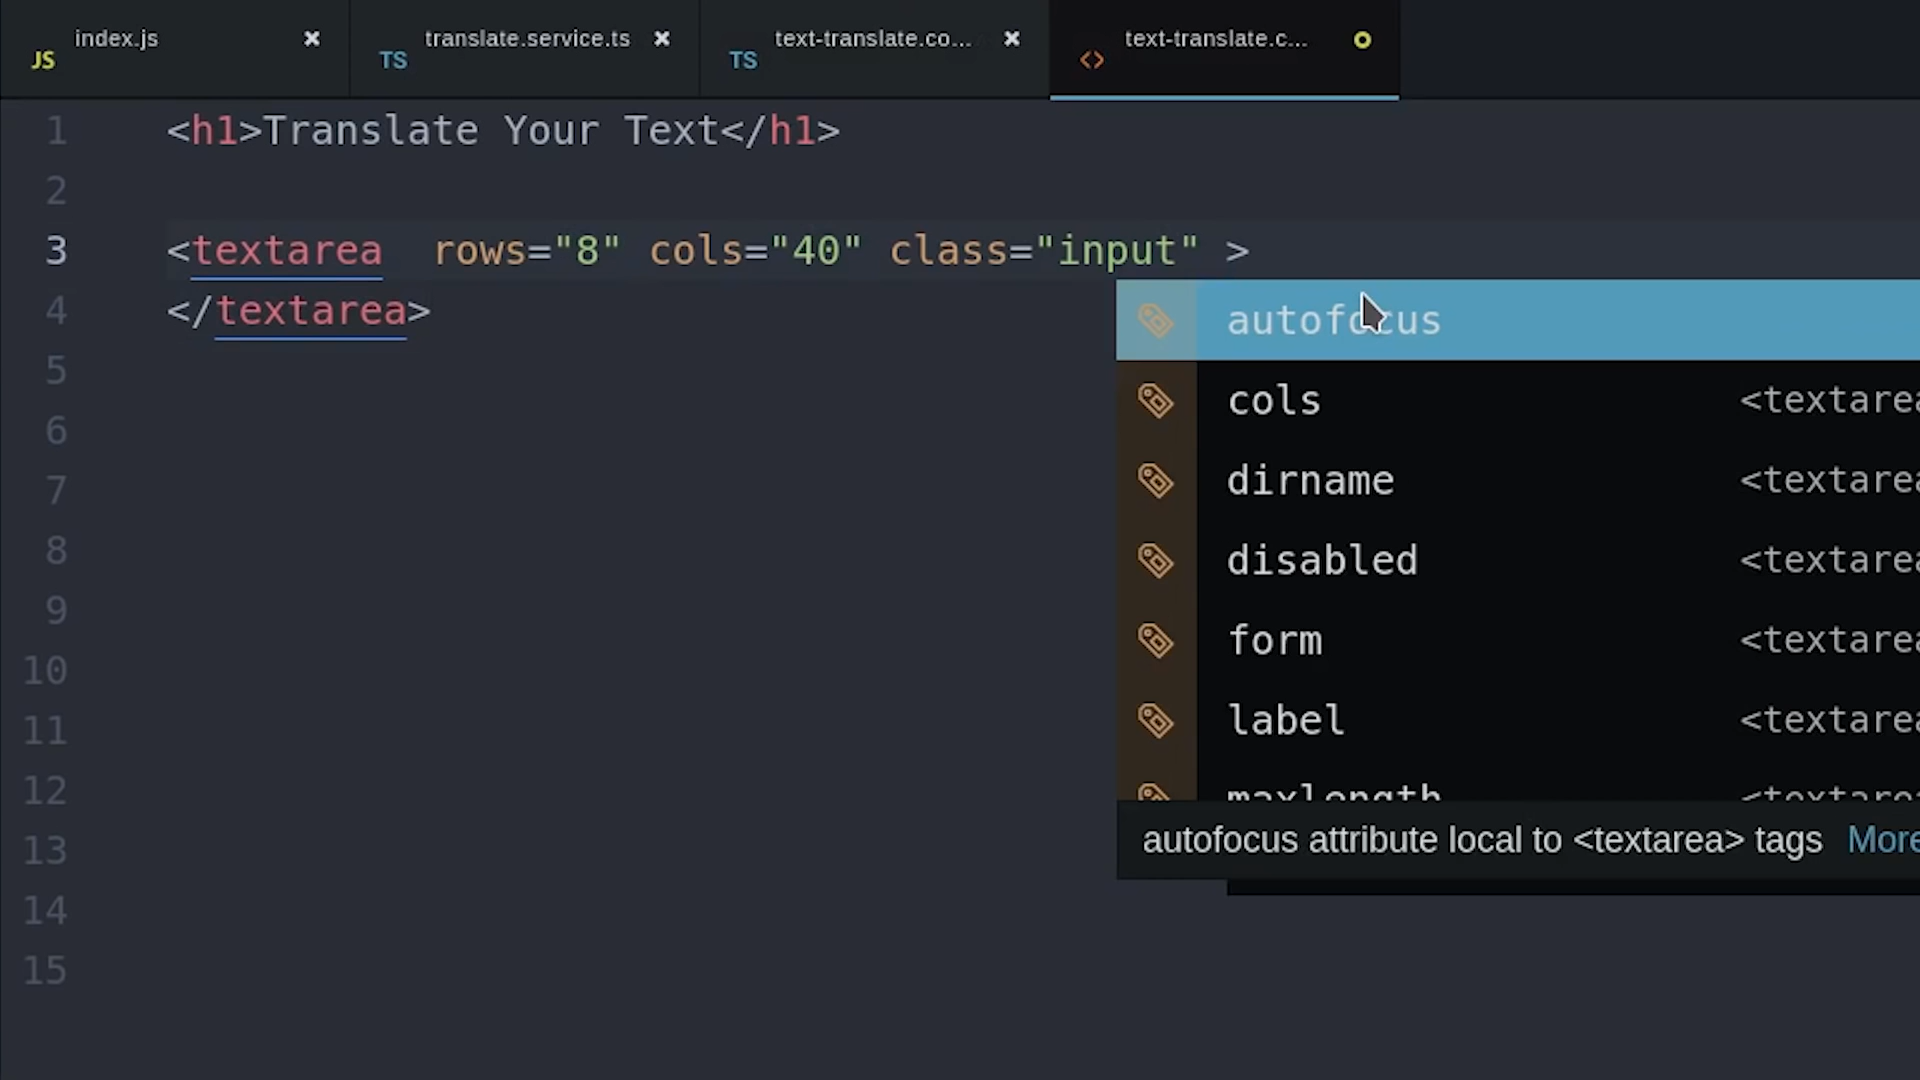 JS index.js ×
TS translate.service.ts ×
TS text-translate.co... ×
<> text-translate.c...
1 <h1>Translate Your Text</h1>
2
3 <textarea  rows="8" cols="40" class="input" >
4 </textarea>
5
6
7
8
9
10
11
12
13
14
15
autofocus
cols <textarea
dirname <textarea
disabled <textarea
form <textarea
label <textarea
maxlength <textarea
autofocus attribute local to <textarea> tags More